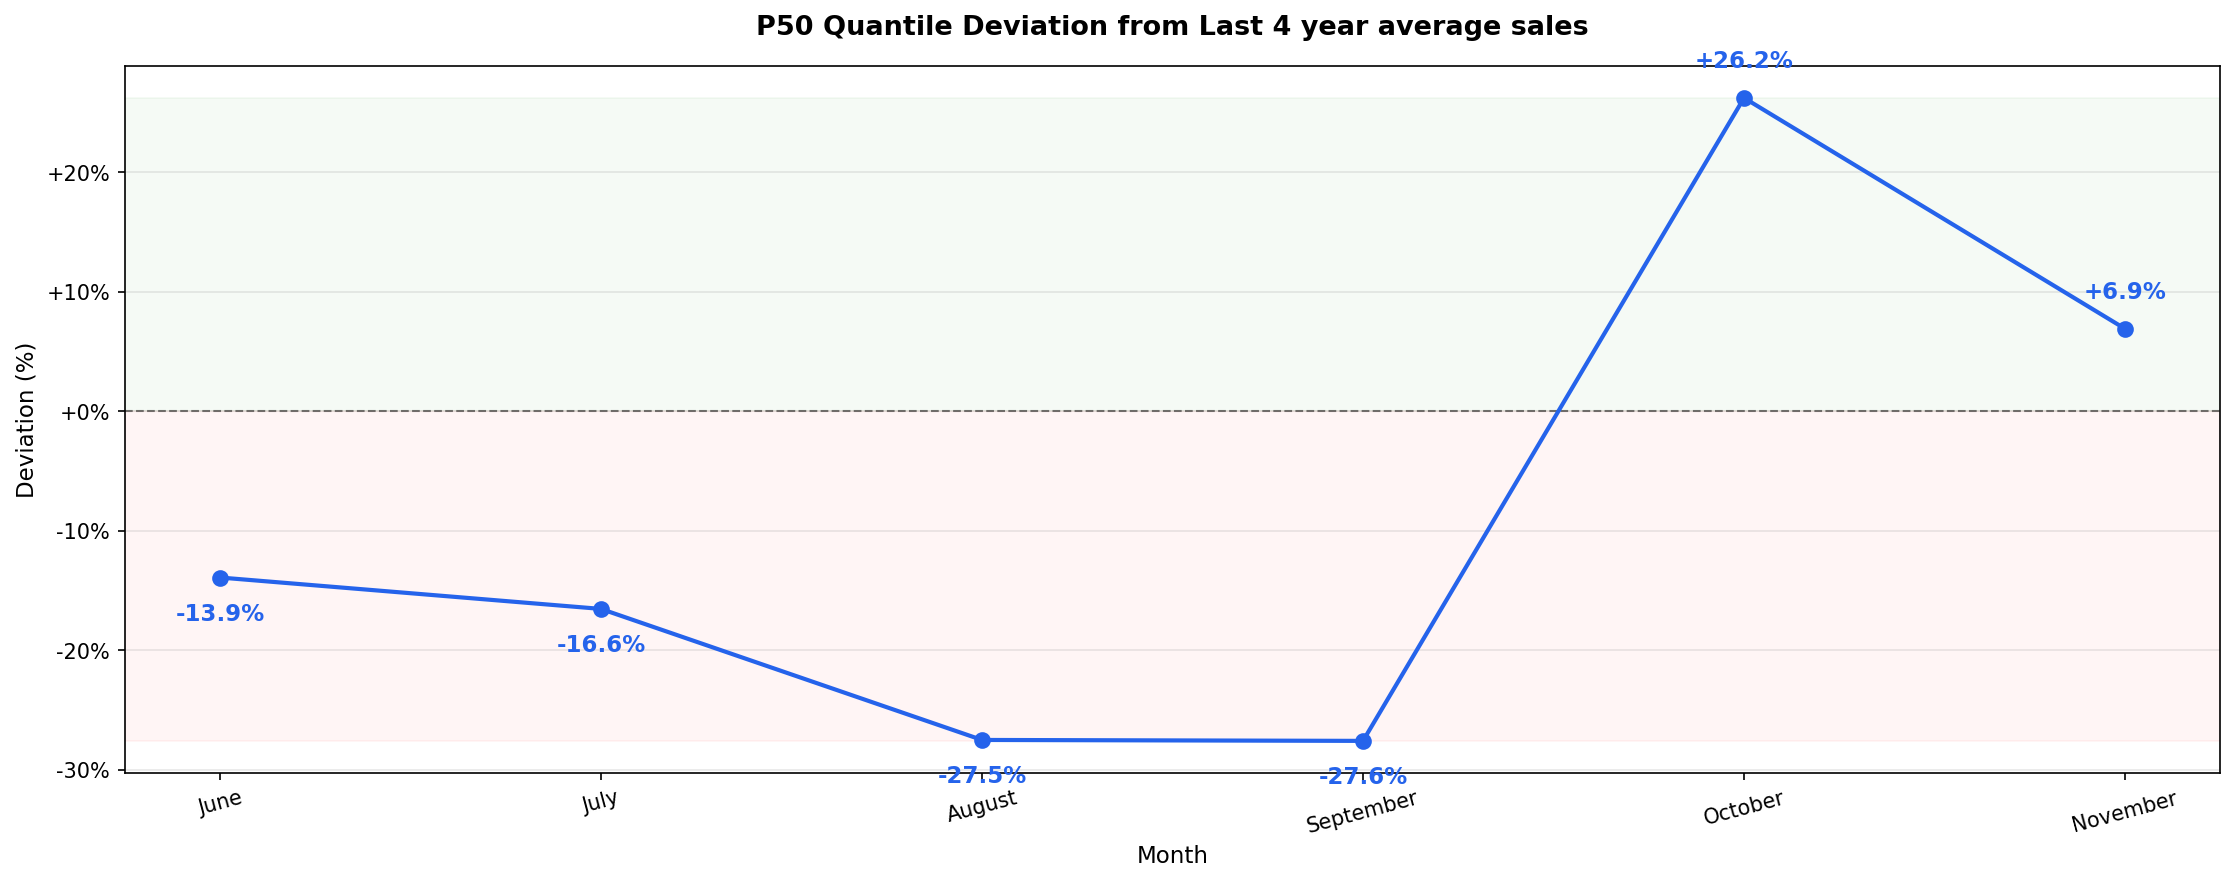 P50 Quantile Deviation from Last 4 year average sales
+26.2%
+20%
+10%
+6.9%
+0%
Deviation (%)
-10%
-13.9%
-16.6%
-20%
-27.5%
-27.6%
-30%
June
July
August
September
October
November
Month